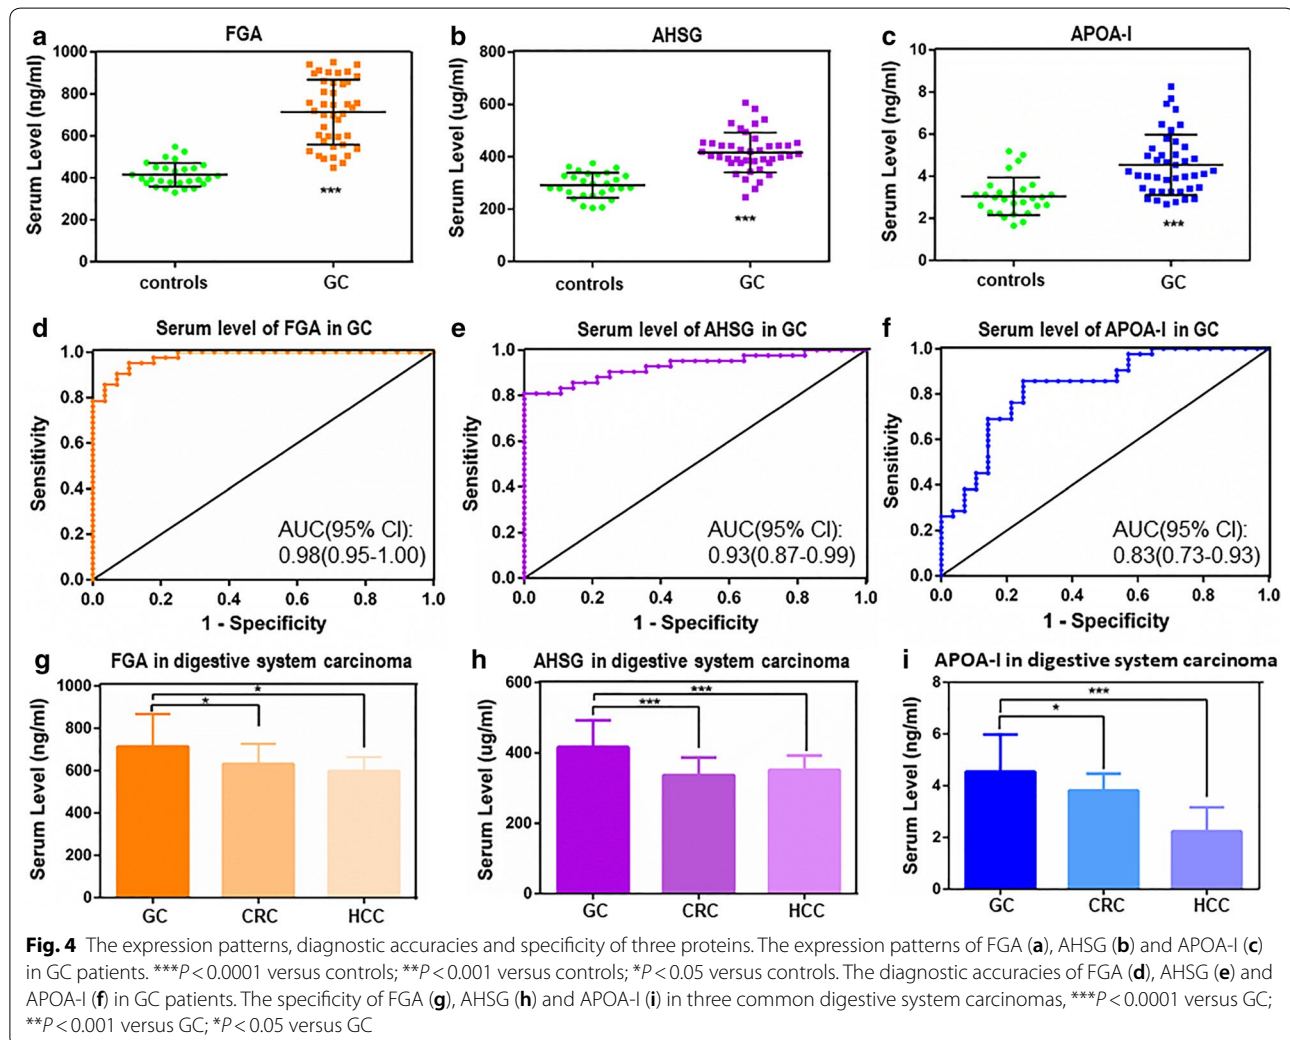 a
FGA
1000
800
600
400
200
0
Serum Level (ng/ml)
***
controls
GC
b
AHSG
800
600
400
200
0
Serum Level (ug/ml)
***
controls
GC
c
APOA-I
10
8
6
4
2
0
Serum Level (ng/ml)
***
controls
GC
d
Serum level of FGA in GC
1.0
0.8
0.6
0.4
0.2
0.0
Sensitivity
AUC(95% CI):
0.98(0.95-1.00)
0.0 0.2 0.4 0.6 0.8 1.0
1 - Specificity
e
Serum level of AHSG in GC
1.0
0.8
0.6
0.4
0.2
0.0
Sensitivity
AUC(95% CI):
0.93(0.87-0.99)
0.0 0.2 0.4 0.6 0.8 1.0
1 - Specificity
f
Serum level of APOA-I in GC
1.0
0.8
0.6
0.4
0.2
0.0
Sensitivity
AUC(95% CI):
0.83(0.73-0.93)
0.0 0.2 0.4 0.6 0.8 1.0
1 - Specificity
g
FGA in digestive system carcinoma
1000
800
600
400
200
0
Serum Level (ng/ml)
*
*
GC CRC HCC
h
AHSG in digestive system carcinoma
600
400
200
0
Serum Level (ug/ml)
***
***
GC CRC HCC
i
APOA-I in digestive system carcinoma
8
6
4
2
0
Serum Level (ng/ml)
***
*
GC CRC HCC
Fig. 4 The expression patterns, diagnostic accuracies and specificity of three proteins. The expression patterns of FGA (a), AHSG (b) and APOA-I (c)
in GC patients. ***P < 0.0001 versus controls; **P < 0.001 versus controls; *P < 0.05 versus controls. The diagnostic accuracies of FGA (d), AHSG (e) and
APOA-I (f) in GC patients. The specificity of FGA (g), AHSG (h) and APOA-I (i) in three common digestive system carcinomas, ***P < 0.0001 versus GC;
**P < 0.001 versus GC; *P < 0.05 versus GC